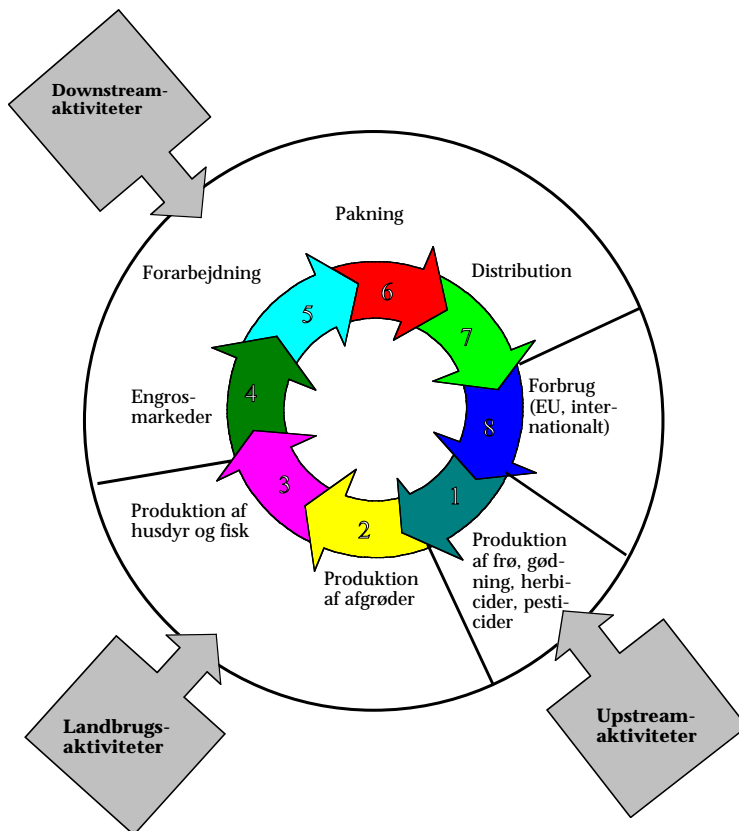 Downstream-
aktiviteter
Pakning
Forarbejdning
Distribution
6
5
7
Engros-
markeder
4
Forbrug
(EU, inter-
nationalt)
8
3
1
2
Produktion af
husdyr og fisk
Produktion
af afgrøder
Produktion
af frø, gød-
ning, herbi-
cider, pesti-
cider
Landbrugs-
aktiviteter
Upstream-
aktiviteter